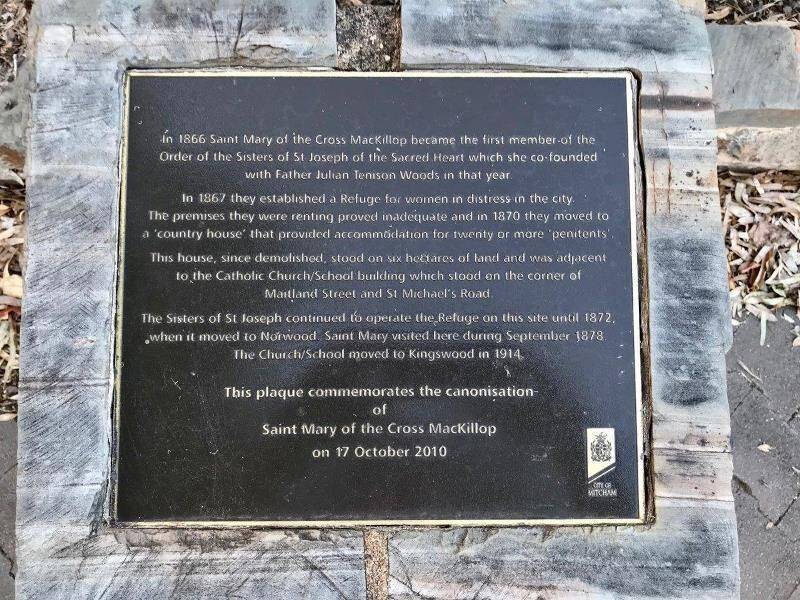 In 1866 Saint Mary of the Cross MacKillop became the first member of the
Order of the Sisters of St Joseph of the Sacred Heart which she co-founded
with Father Julian Tenison Woods in that year.
In 1867 they established a Refuge for women in distress in the city.
The premises they were renting proved inadequate and in 1870 they moved to
a 'country house' that provided accommodation for twenty or more 'penitents'.
This house, since demolished, stood on six hectares of land and was adjacent
to the Catholic Church/School building which stood on the corner of
Maitland Street and St Michael's Road.
The Sisters of St Joseph continued to operate the Refuge on this site until 1872,
when it moved to Norwood. Saint Mary visited here during September 1878.
The Church/School moved to Kingswood in 1914.
This plaque commemorates the canonisation
of
Saint Mary of the Cross MacKillop
on 17 October 2010
CITY OF
MITCHAM